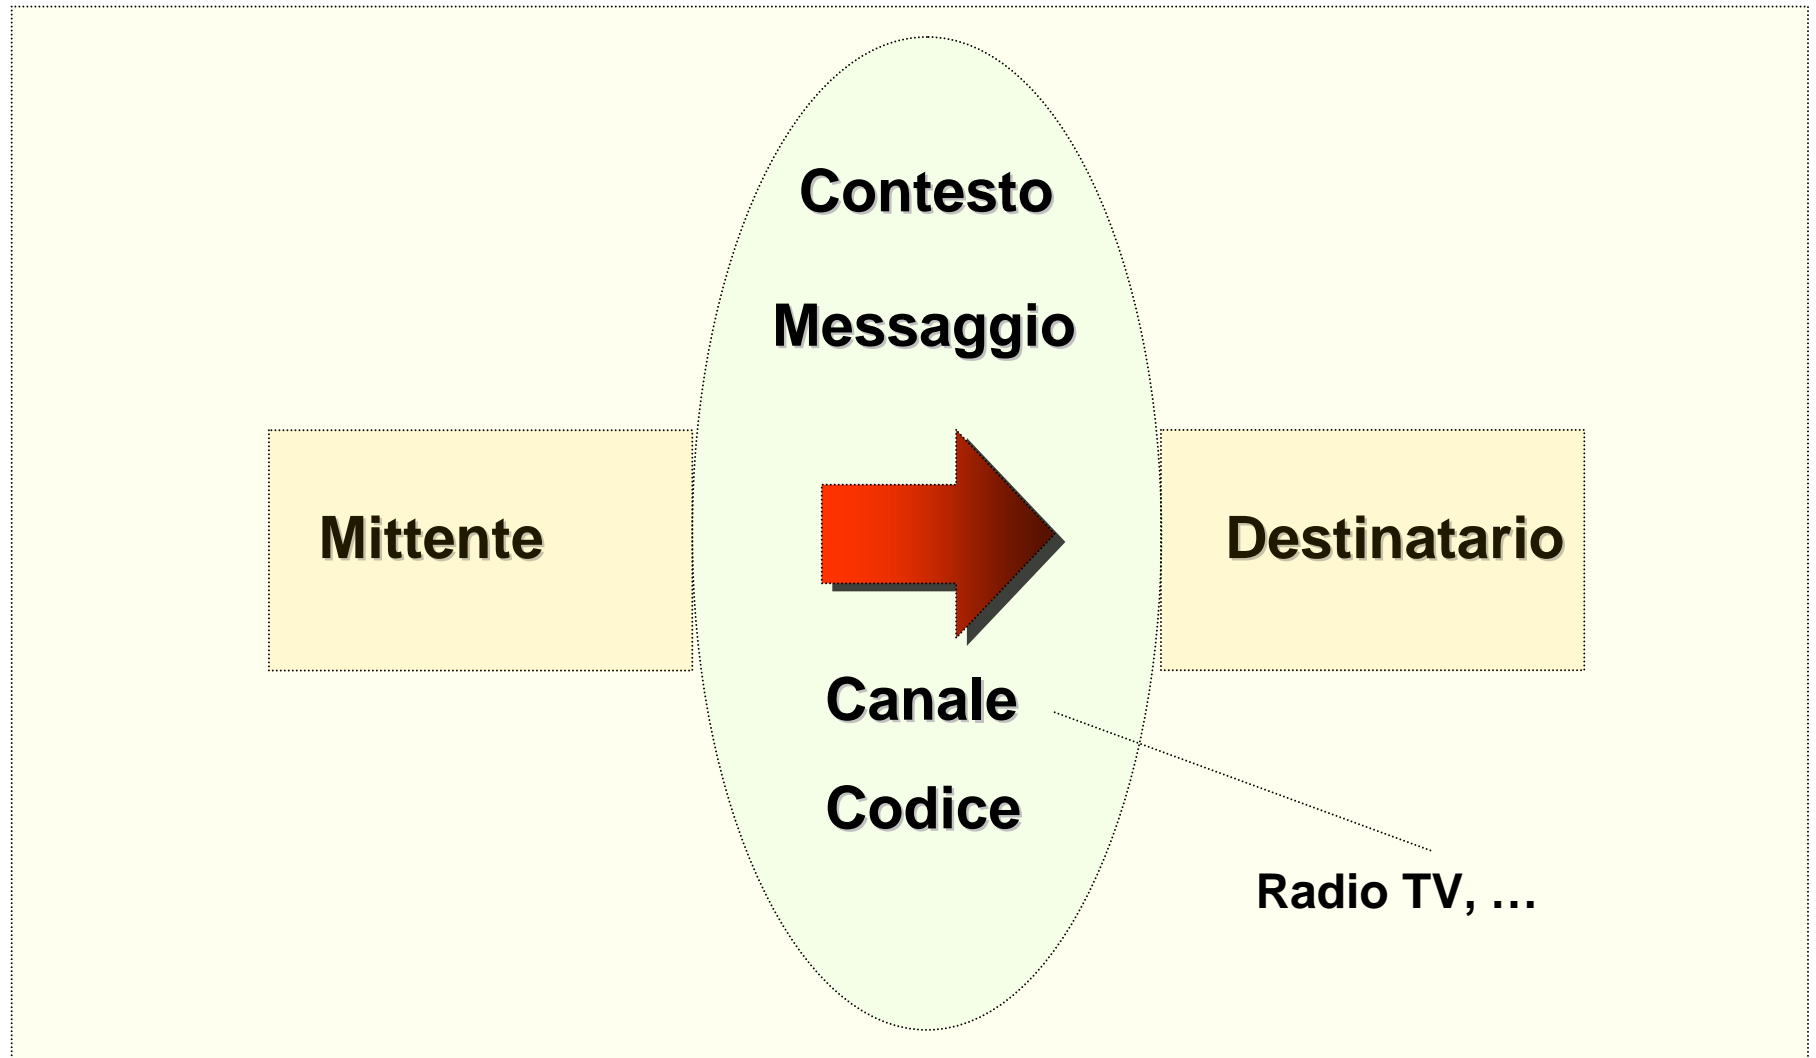 Contesto
Messaggio
Mittente
Destinatario
Canale
Codice
Radio TV, …